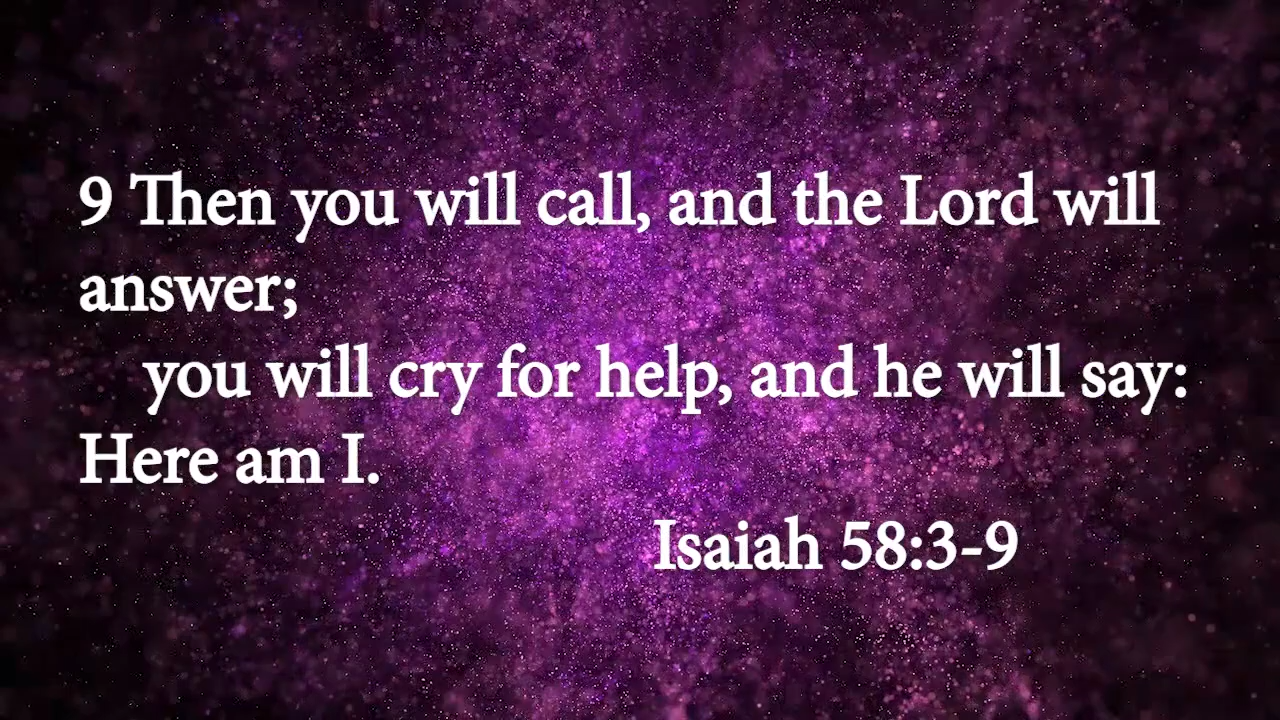 9 Then you will call, and the Lord will
answer;
you will cry for help, and he will say:
Here am I.
Isaiah 58:3-9